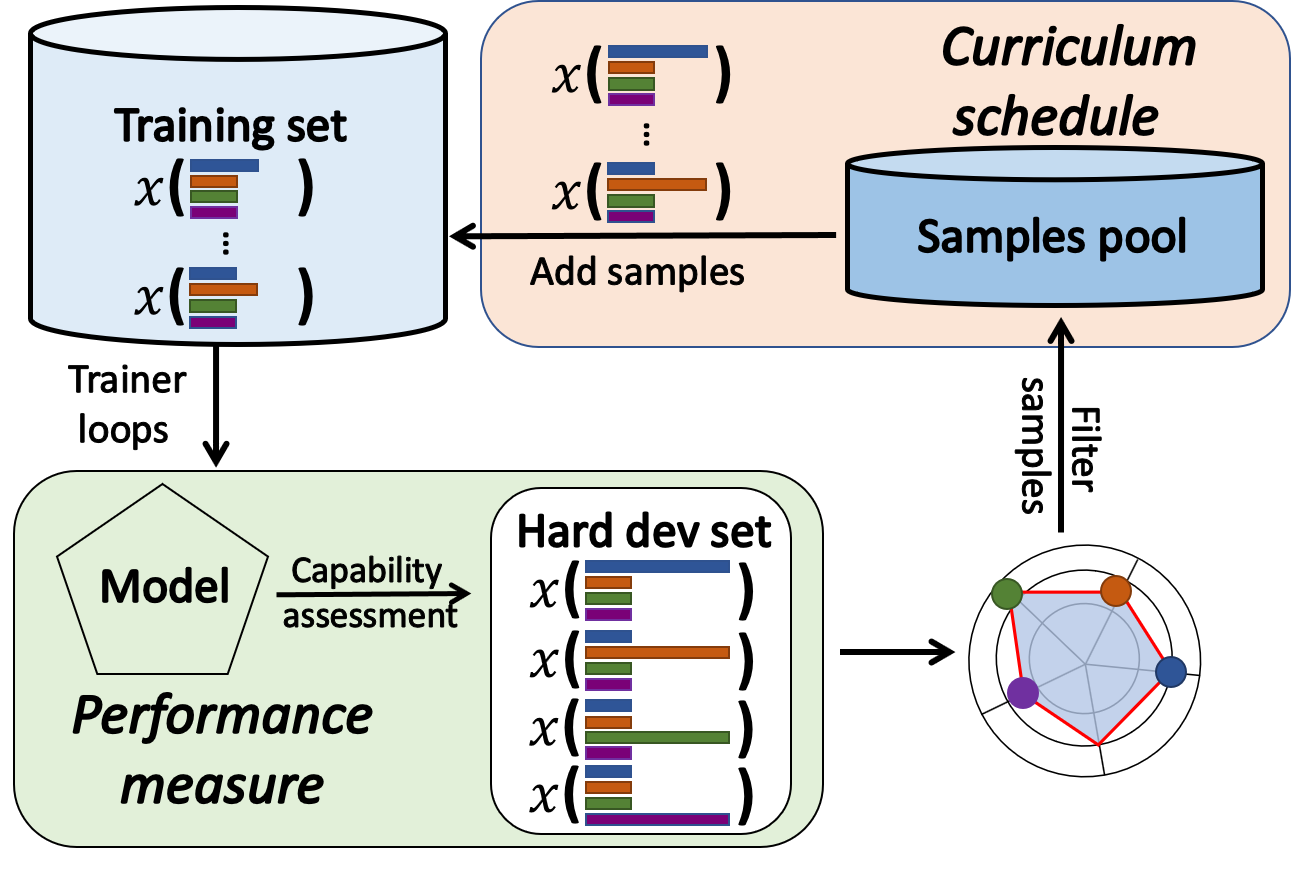 Training set
x( )
⋮
x( )
x( )
⋮
x( )
Add samples
Curriculum
schedule
Samples pool
Trainer
loops
Filter
samples
Model
Capability
assessment
Performance
measure
Hard dev set
x( )
x( )
x( )
x( )